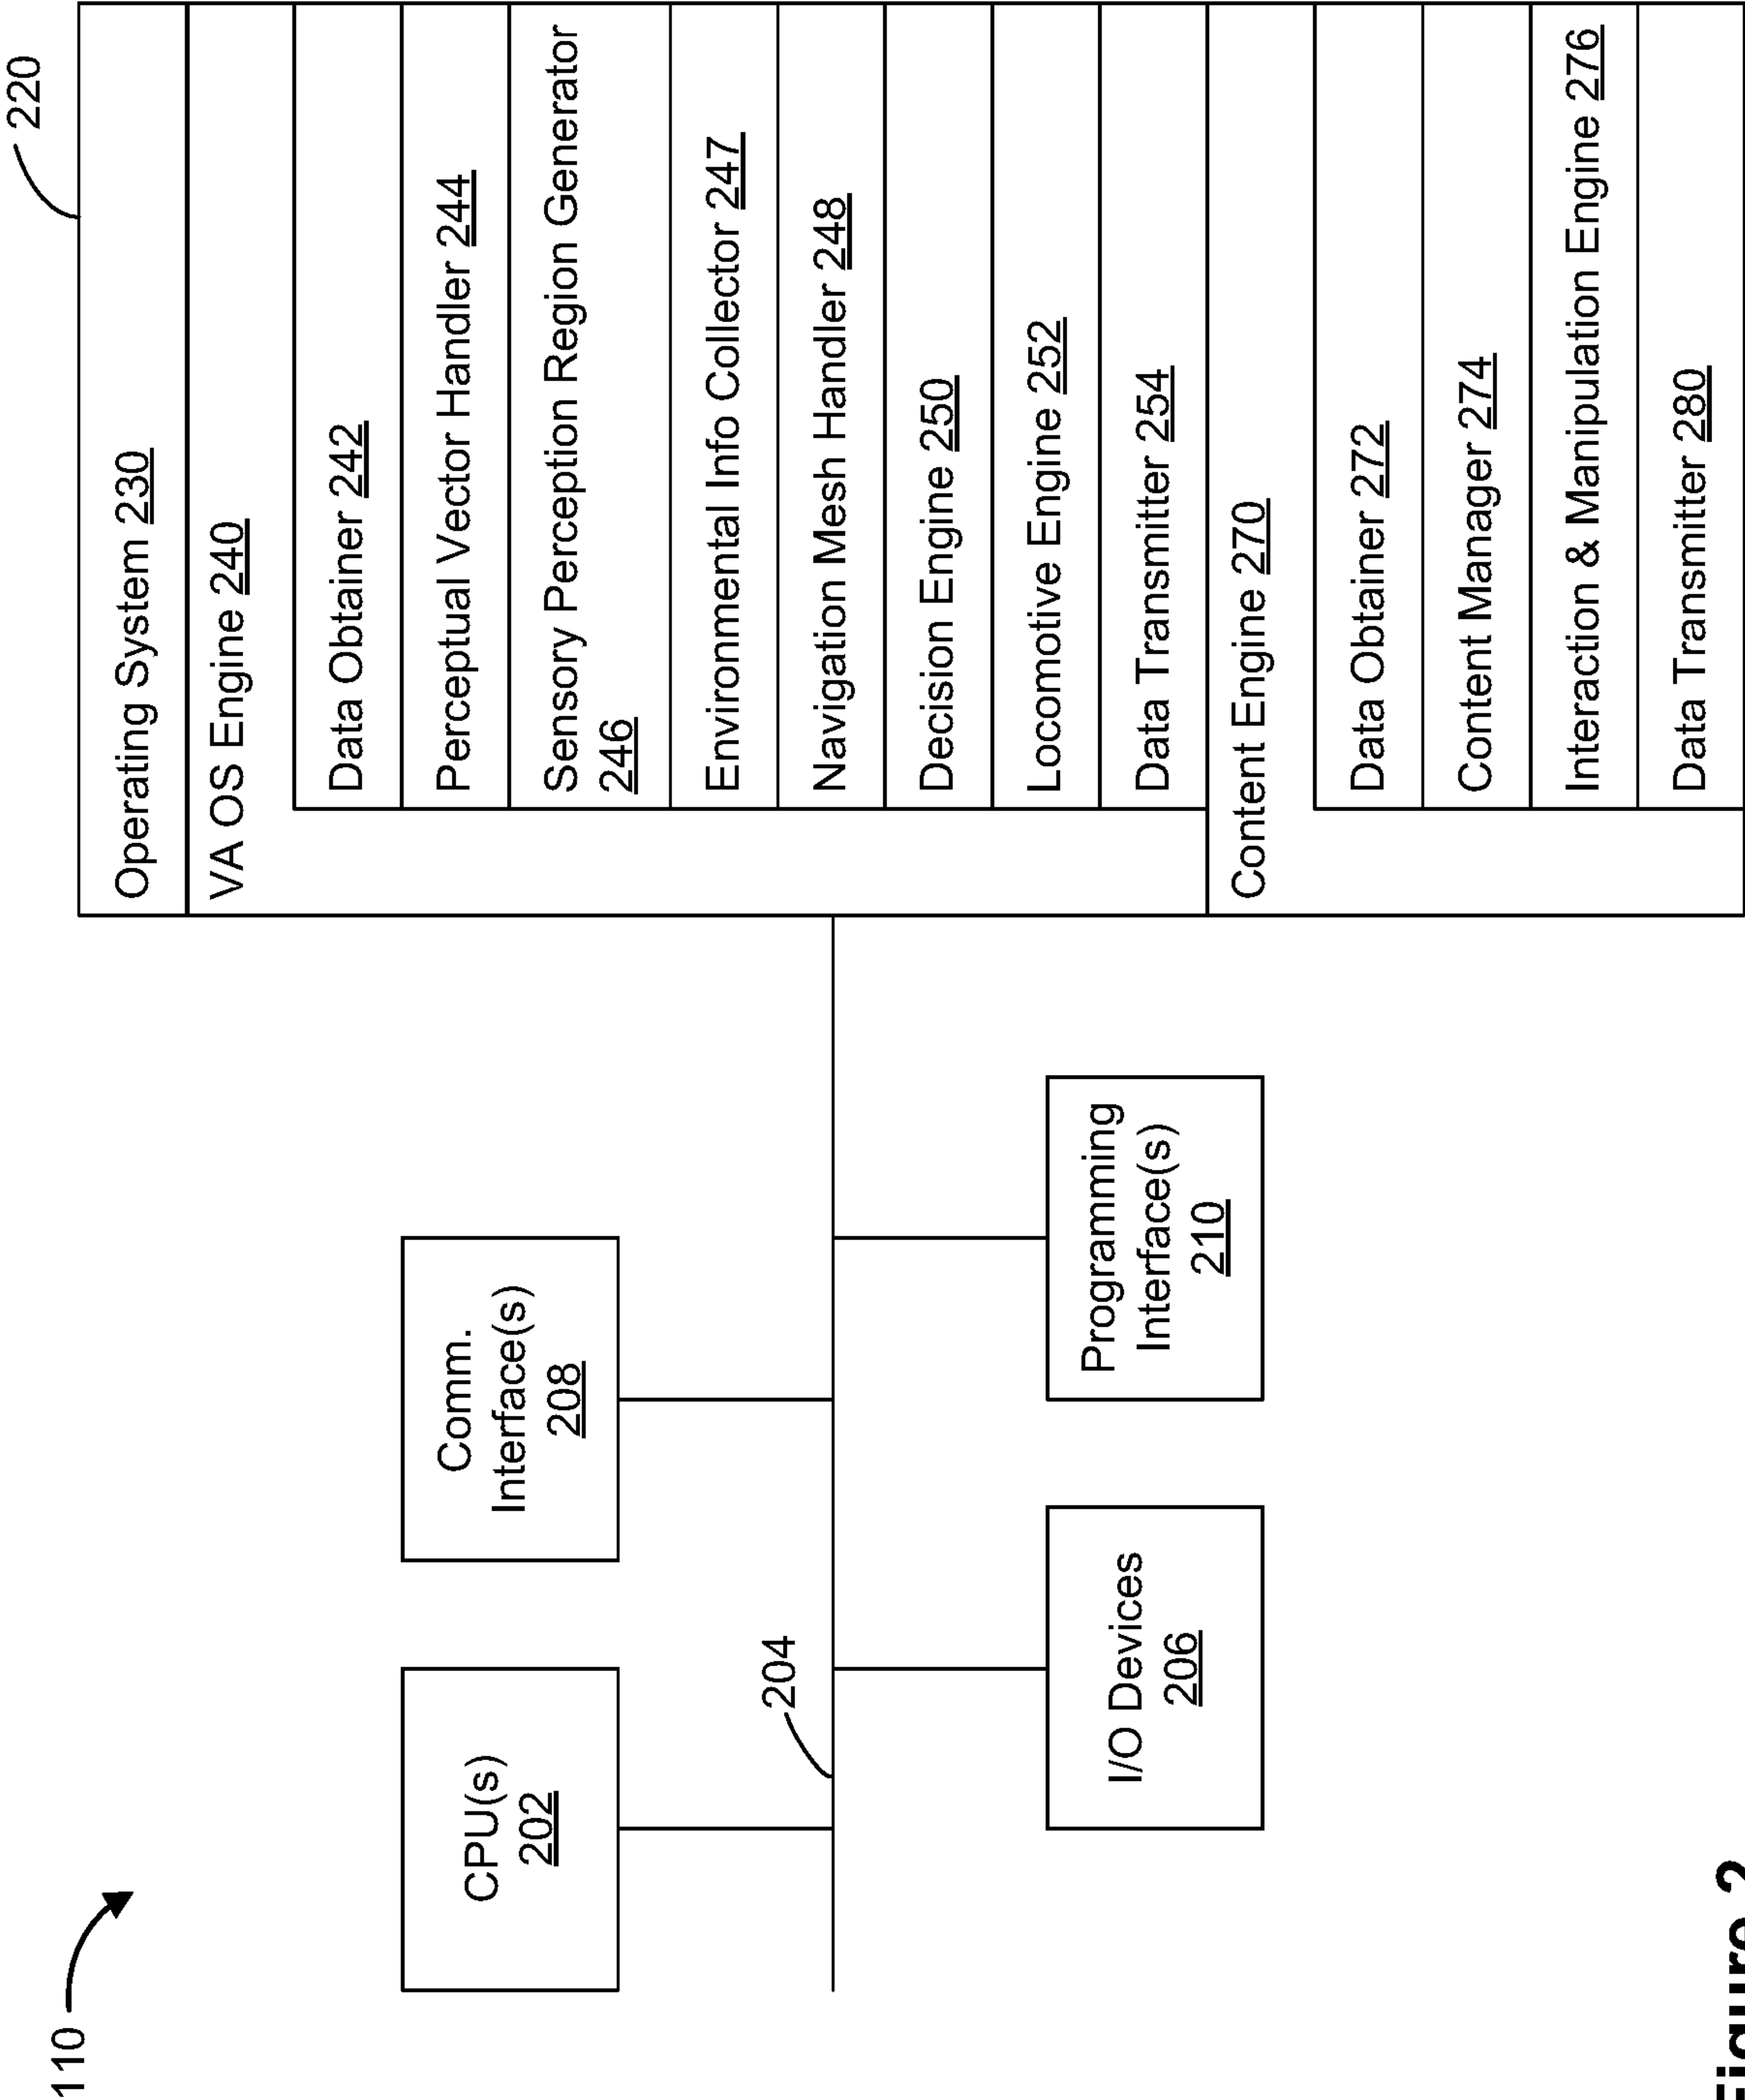 110
220
CPU(s)
202
Comm.
Interface(s)
208
204
I/O Devices
206
Programming
Interface(s)
210
Operating System 230
VA OS Engine 240
Data Obtainer 242
Perceptual Vector Handler 244
Sensory Perception Region Generator
246
Environmental Info Collector 247
Navigation Mesh Handler 248
Decision Engine 250
Locomotive Engine 252
Data Transmitter 254
Content Engine 270
Data Obtainer 272
Content Manager 274
Interaction & Manipulation Engine 276
Data Transmitter 280
Figure 2